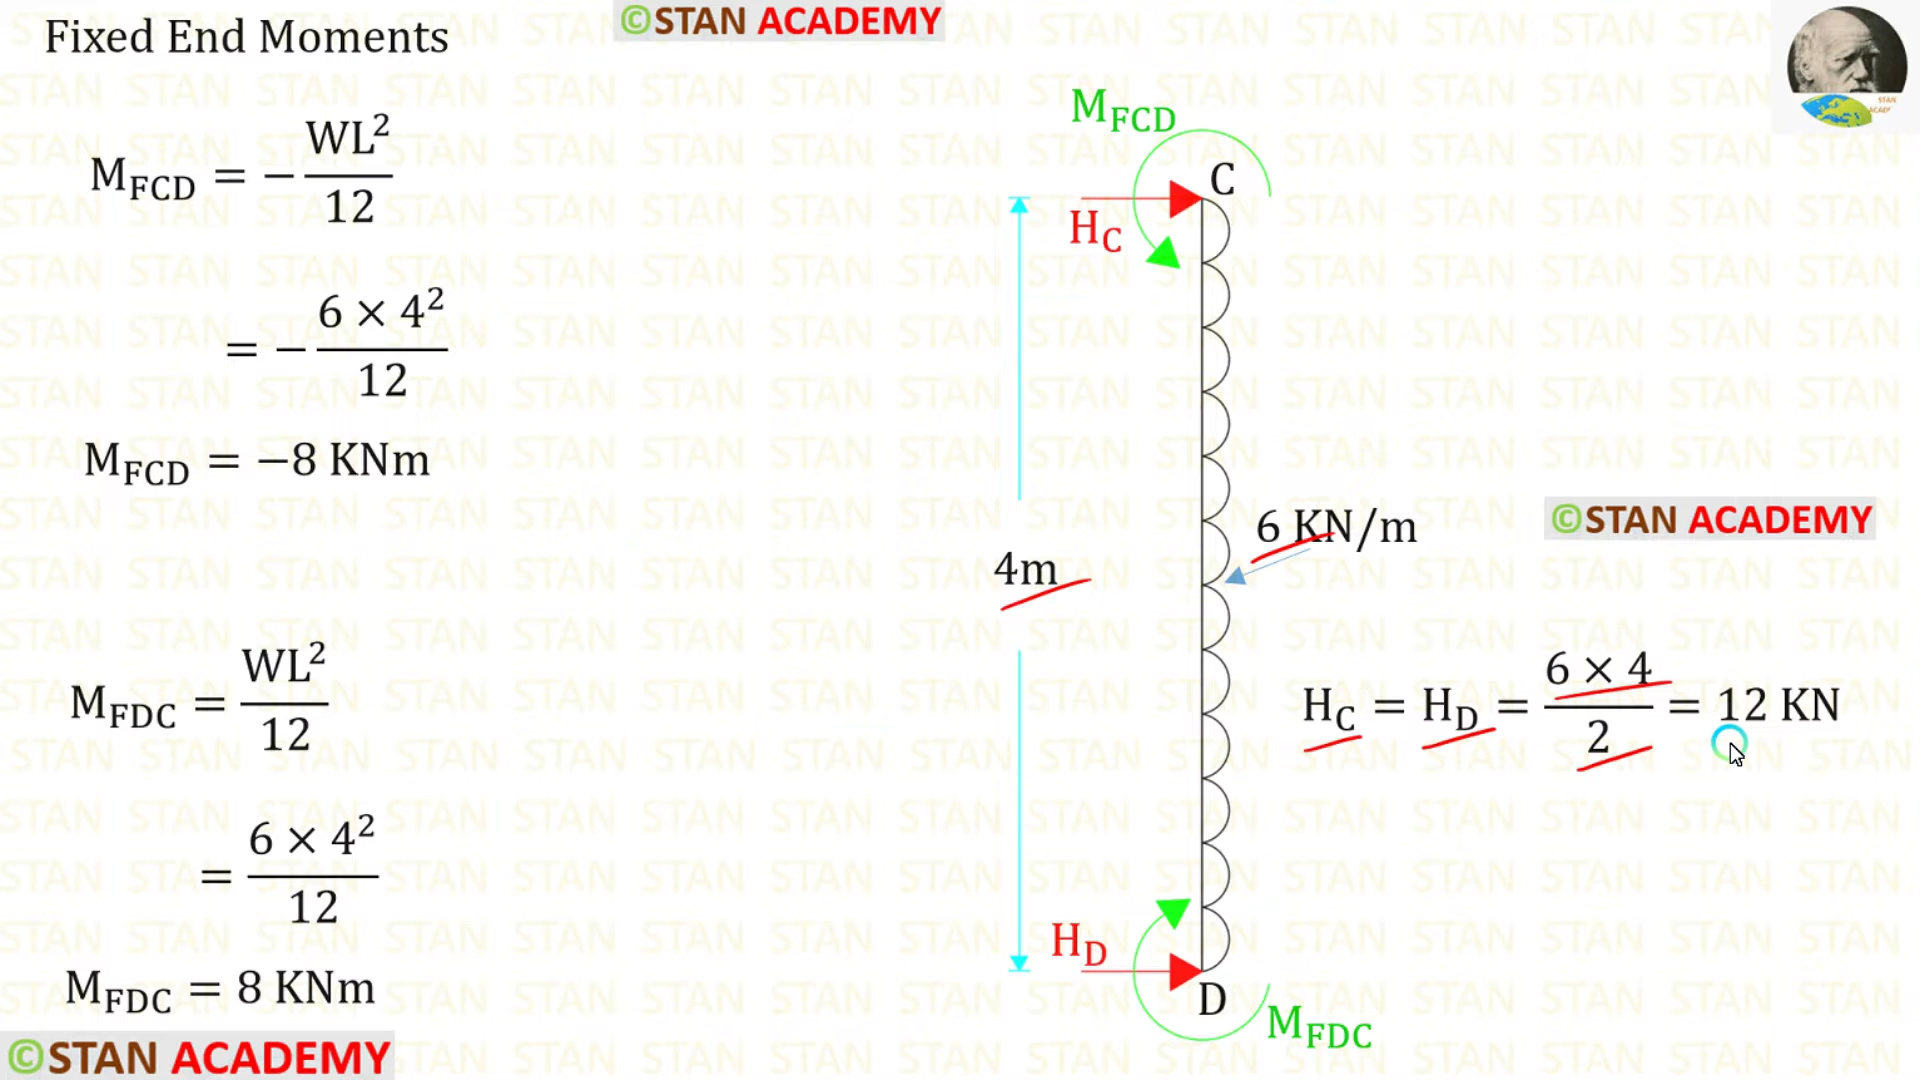 Fixed End Moments
©STAN ACADEMY
M_FCD = − WL²/12
= − 6 × 4²/12
M_FCD = −8 KNm
M_FDC = WL²/12
= 6 × 4²/12
M_FDC = 8 KNm
©STAN ACADEMY
M_FCD
C
H_C
4m
6 KN/m
H_D
D
M_FDC
©STAN ACADEMY
H_C = H_D = 6 × 4/2 = 12 KN
STAN
ACADY